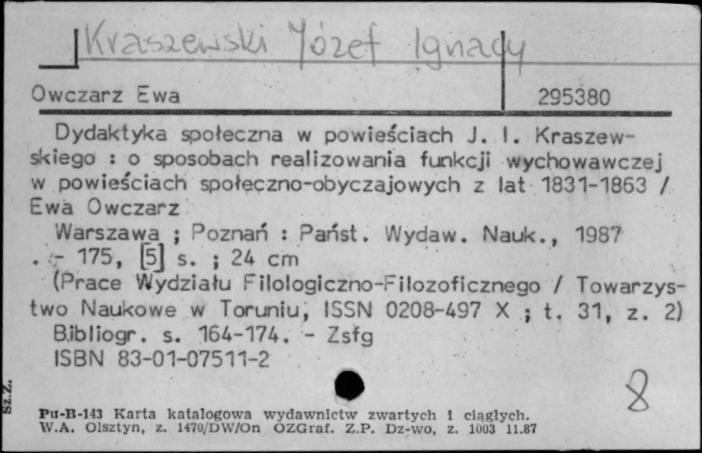 Kraszewski Józef Ignacy
Owczarz Ewa 295380
Dydaktyka społeczna w powieściach J. I. Kraszew-
skiego : o sposobach realizowania funkcji wychowawczej
w powieściach społeczno-obyczajowych z lat 1831-1863 /
Ewa Owczarz
Warszawa ; Poznań : Państ. Wydaw. Nauk., 1987
. - 175, [5] s. ; 24 cm
(Prace Wydziału Filologiczno-Filozoficznego / Towarzys-
two Naukowe w Toruniu, ISSN 0208-497 X ; t. 31, z. 2)
Bibliogr. s. 164-174. - Zsfg
ISBN 83-01-07511-2
8
Sz.Z.
Pu-B-143 Karta katalogowa wydawnictw zwartych i ciągłych.
W.A. Olsztyn, z. 1470/DW/On OZGraf. Z.P. Dz-wo, z. 1003 11.87